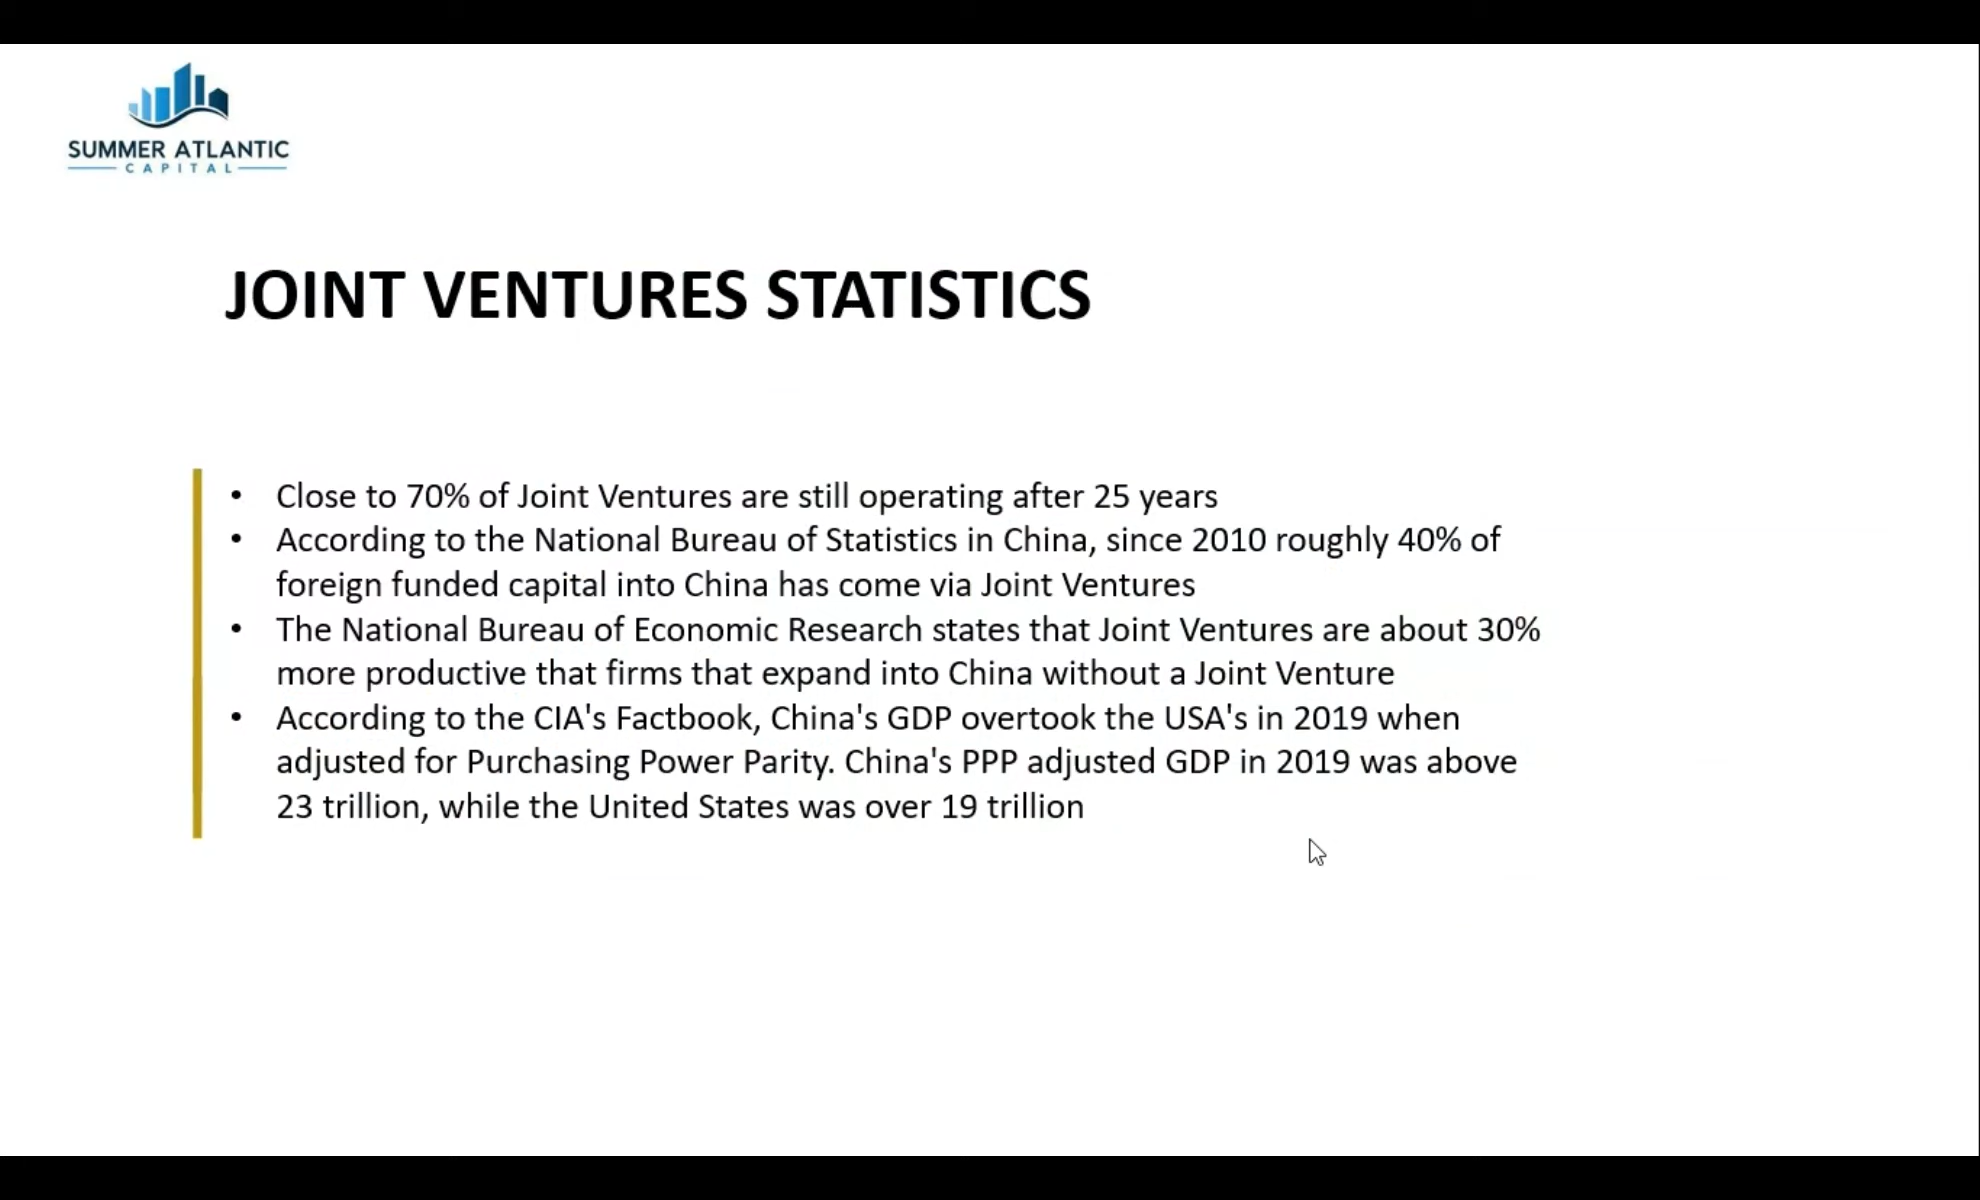 SUMMER ATLANTIC
CAPITAL
JOINT VENTURES STATISTICS
• Close to 70% of Joint Ventures are still operating after 25 years
• According to the National Bureau of Statistics in China, since 2010 roughly 40% of
foreign funded capital into China has come via Joint Ventures
• The National Bureau of Economic Research states that Joint Ventures are about 30%
more productive that firms that expand into China without a Joint Venture
• According to the CIA's Factbook, China's GDP overtook the USA's in 2019 when
adjusted for Purchasing Power Parity. China's PPP adjusted GDP in 2019 was above
23 trillion, while the United States was over 19 trillion